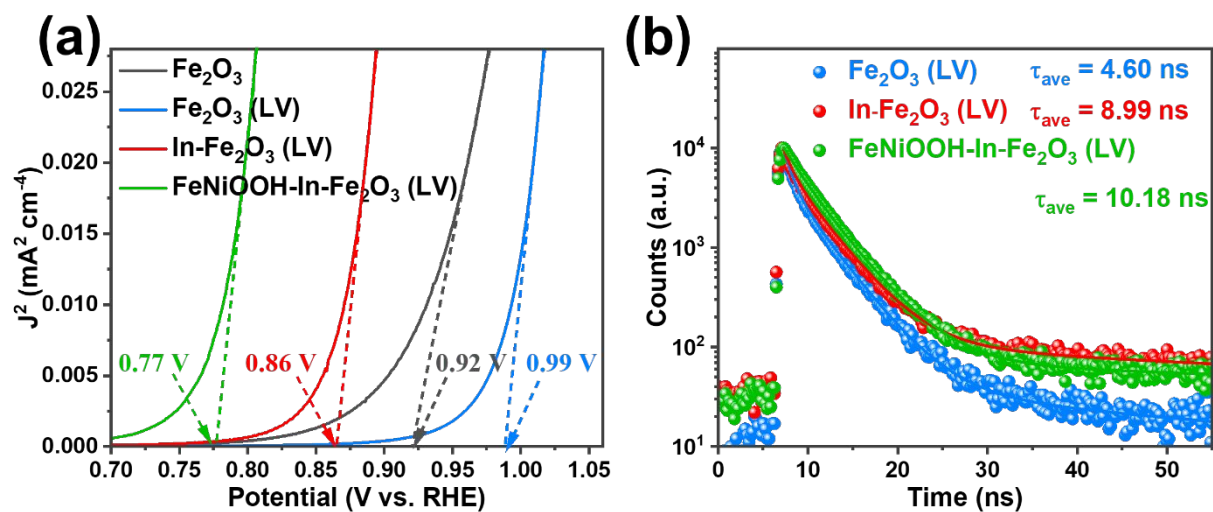 (a)
J² (mA² cm⁻⁴)
0.025
0.020
0.015
0.010
0.005
0.000
Fe₂O₃
Fe₂O₃ (LV)
In-Fe₂O₃ (LV)
FeNiOOH-In-Fe₂O₃ (LV)
0.77 V
0.86 V
0.92 V
0.99 V
0.70 0.75 0.80 0.85 0.90 0.95 1.00 1.05
Potential (V vs. RHE)
(b)
Counts (a.u.)
10⁴
10³
10²
10¹
Fe₂O₃ (LV) τave = 4.60 ns
In-Fe₂O₃ (LV) τave = 8.99 ns
FeNiOOH-In-Fe₂O₃ (LV)
τave = 10.18 ns
0 10 20 30 40 50
Time (ns)